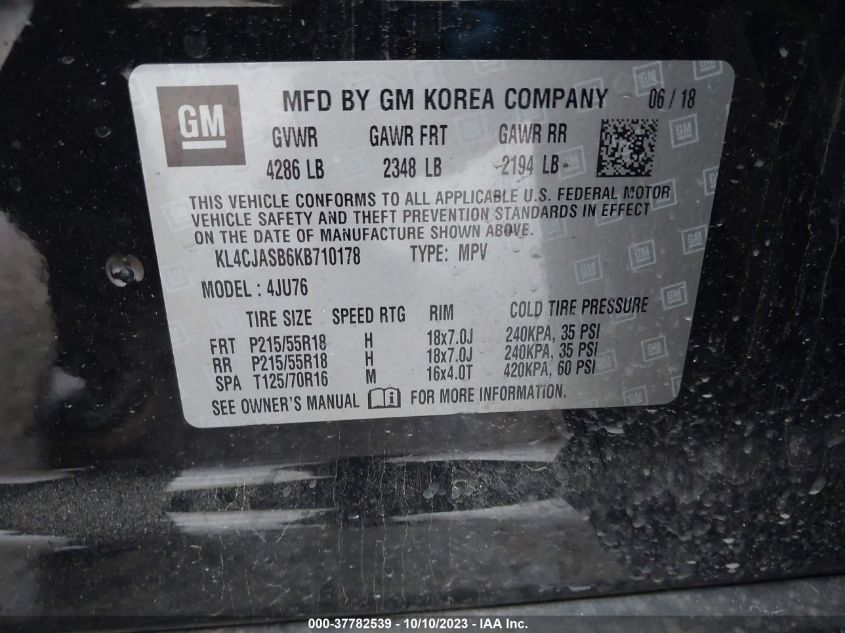 GM
MFD BY GM KOREA COMPANY 06 / 18
GVWR GAWR FRT GAWR RR
4286 LB 2348 LB 2194 LB
THIS VEHICLE CONFORMS TO ALL APPLICABLE U.S. FEDERAL MOTOR
VEHICLE SAFETY AND THEFT PREVENTION STANDARDS IN EFFECT
ON THE DATE OF MANUFACTURE SHOWN ABOVE.
KL4CJASB6KB710178 TYPE: MPV
MODEL : 4JU76
TIRE SIZE SPEED RTG RIM COLD TIRE PRESSURE
FRT P215/55R18 H 18x7.0J 240KPA, 35 PSI
RR P215/55R18 H 18x7.0J 240KPA, 35 PSI
SPA T125/70R16 M 16x4.0T 420KPA, 60 PSI
SEE OWNER'S MANUAL FOR MORE INFORMATION.
000-37782539 - 10/10/2023 - IAAI.com